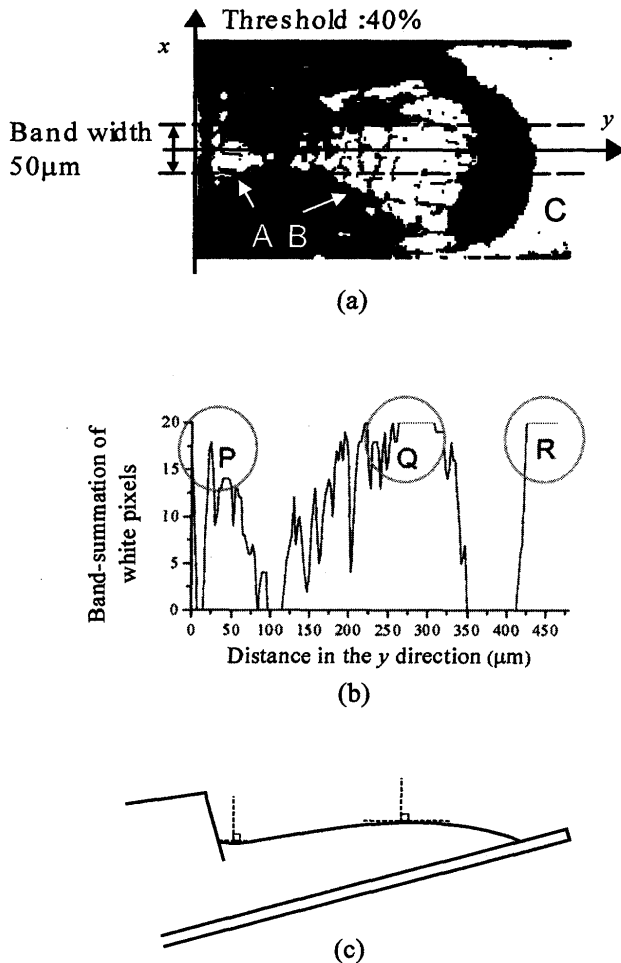 Threshold :40%
x
Band width
50μm
y
A B
C
(a)
Band-summation of
white pixels
20
15
10
5
0
P
Q
R
0 50 100 150 200 250 300 350 400 450
Distance in the y direction (μm)
(b)
(c)